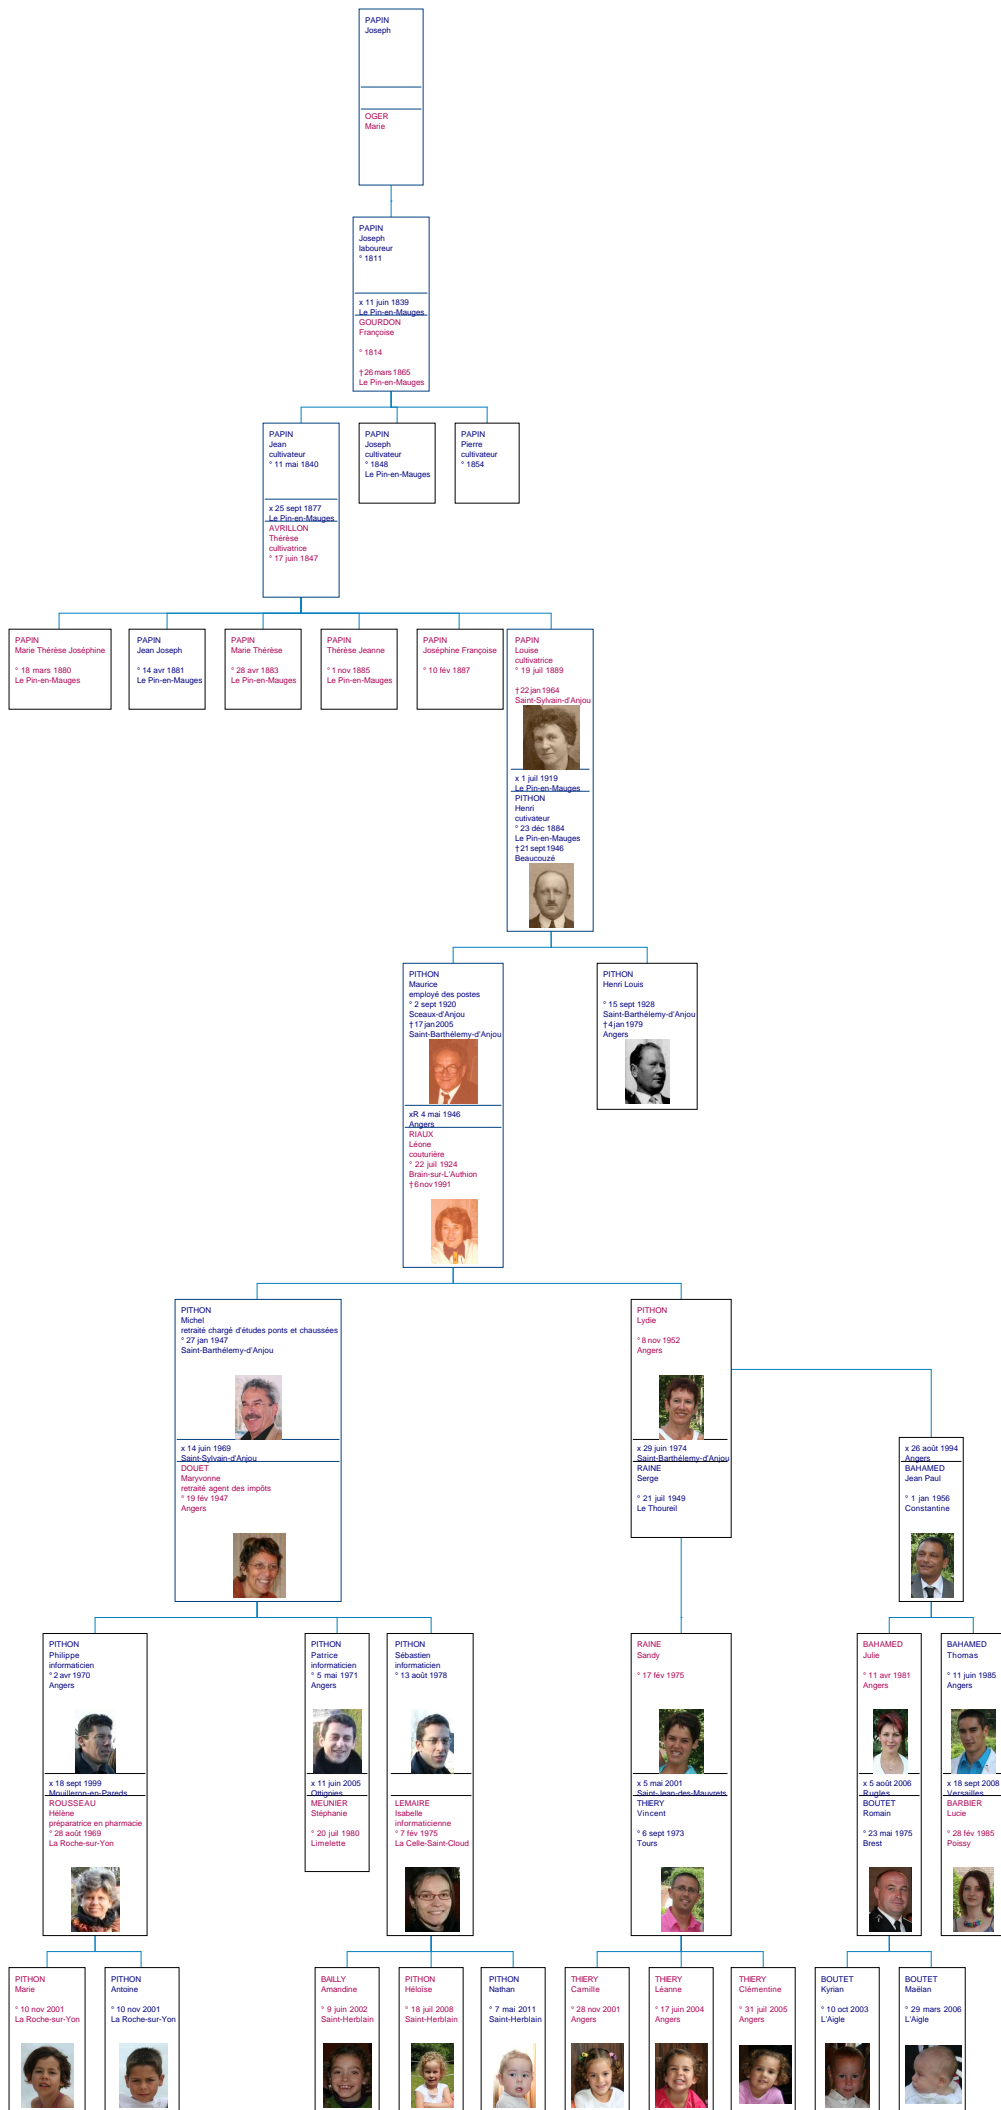 PAPIN
Joseph
OGER
Marie
PAPIN
Joseph
laboureur
° 1811
x 11 juin 1839
Le Pin-en-Mauges
GOURDON
Françoise
° 1814
† 26 mars 1865
Le Pin-en-Mauges
PAPIN
Jean
cultivateur
° 11 mai 1840
x 25 sept 1877
Le Pin-en-Mauges
AVRILLON
Thérèse
cultivatrice
° 17 juin 1847
PAPIN
Joseph
cultivateur
° 1848
Le Pin-en-Mauges
PAPIN
Pierre
cultivateur
° 1854
PAPIN
Marie Thérèse Joséphine
° 18 mars 1880
Le Pin-en-Mauges
PAPIN
Jean Joseph
° 14 avr 1881
Le Pin-en-Mauges
PAPIN
Marie Thérèse
° 28 avr 1883
Le Pin-en-Mauges
PAPIN
Thérèse Jeanne
° 1 nov 1885
Le Pin-en-Mauges
PAPIN
Joséphine Françoise
° 10 fév 1887
PAPIN
Louise
cultivatrice
° 19 juil 1889
† 22 jan 1964
Saint-Sylvain-d'Anjou
x 1 juil 1919
Le Pin-en-Mauges
PITHON
Henri
cutivateur
° 23 déc 1884
Le Pin-en-Mauges
† 21 sept 1946
Beaucouzé
PITHON
Maurice
employé des postes
° 2 sept 1920
Sceaux-d'Anjou
† 17 jan 2005
Saint-Barthélemy-d'Anjou
xR 4 mai 1946
Angers
RIAUX
Léone
couturière
° 22 juil 1924
Brain-sur-L'Authion
† 6 nov 1991
PITHON
Henri Louis
° 15 sept 1928
Saint-Barthélemy-d'Anjou
† 4 jan 1979
Angers
PITHON
Michel
retraité chargé d'études ponts et chaussées
° 27 jan 1947
Saint-Barthélemy-d'Anjou
x 14 juin 1969
Saint-Sylvain-d'Anjou
DOUET
Maryvonne
retraité agent des impôts
° 19 fév 1947
Angers
PITHON
Lydie
° 8 nov 1952
Angers
x 29 juin 1974
Saint-Barthélemy-d'Anjou
RAINE
Serge
° 21 juil 1949
Le Thoureil
x 26 août 1994
Angers
BAHAMED
Jean Paul
° 1 jan 1956
Constantine
PITHON
Philippe
informaticien
° 2 avr 1970
Angers
x 18 sept 1999
Mouilleron-en-Pareds
ROUSSEAU
Hélène
préparatrice en pharmacie
° 28 août 1969
La Roche-sur-Yon
PITHON
Patrice
informaticien
° 5 mai 1971
Angers
x 11 juin 2005
Ottignies
MEUNIER
Stéphanie
° 20 juil 1980
Limelette
PITHON
Sébastien
informaticien
° 13 août 1978
LEMAIRE
Isabelle
informaticienne
° 7 fév 1975
La Celle-Saint-Cloud
RAINE
Sandy
° 17 fév 1975
x 5 mai 2001
Saint-Jean-des-Mauvrets
THIERY
Vincent
° 6 sept 1973
Tours
BAHAMED
Julie
° 11 avr 1981
Angers
x 5 août 2006
Rugles
BOUTET
Romain
° 23 mai 1975
Brest
BAHAMED
Thomas
° 11 juin 1985
Angers
x 18 sept 2008
Versailles
BARBIER
Lucie
° 28 fév 1985
Poissy
PITHON
Marie
° 10 nov 2001
La Roche-sur-Yon
PITHON
Antoine
° 10 nov 2001
La Roche-sur-Yon
BAILLY
Amandine
° 9 juin 2002
Saint-Herblain
PITHON
Héloïse
° 18 juil 2008
Saint-Herblain
PITHON
Nathan
° 7 mai 2011
Saint-Herblain
THIERY
Camille
° 28 nov 2001
Angers
THIERY
Léanne
° 17 juin 2004
Angers
THIERY
Clémentine
° 31 juil 2005
Angers
BOUTET
Kyrian
° 10 oct 2003
L'Aigle
BOUTET
Maëlan
° 29 mars 2006
L'Aigle